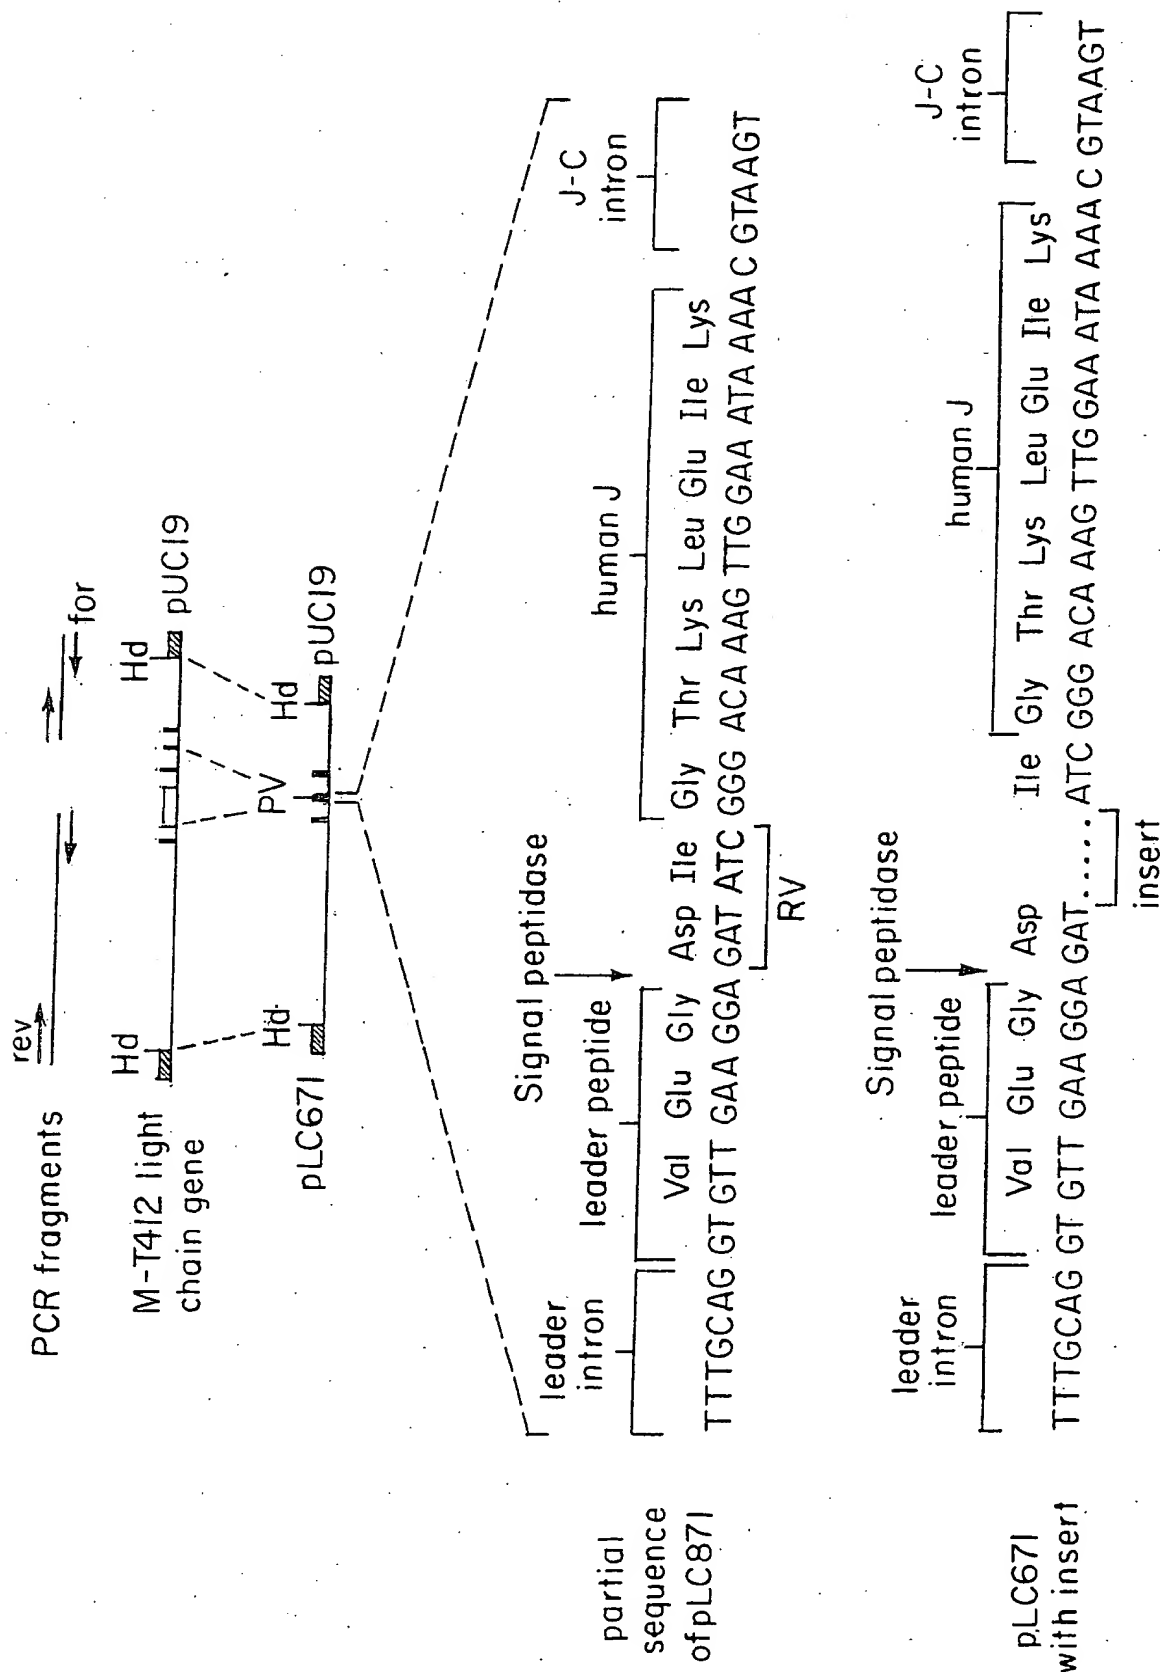 PCR fragments
rev
for
M-T412 light
chain gene
Hd
Hd
pUC19
pLC671
Hd
PV
Hd
pUC19
partial
sequence
ofpLC871
leader
intron
leader peptide
Signal peptidase
human J
J-C
intron
Val Glu Gly Asp Ile Gly Thr Lys Leu Glu Ile Lys
TTTGCAG GT GTT GAA GGA GAT ATC GGG ACA AAG TTG GAA ATA AAA C GTAAGT
RV
pLC671
with insert
leader
intron
leader peptide
Signal peptidase
human J
J-C
intron
Val Glu Gly Asp Ile Gly Thr Lys Leu Glu Ile Lys
TTTGCAG GT GTT GAA GGA GAT...... ATC GGG ACA AAG TTG GAA ATA AAA C GTAAGT
insert